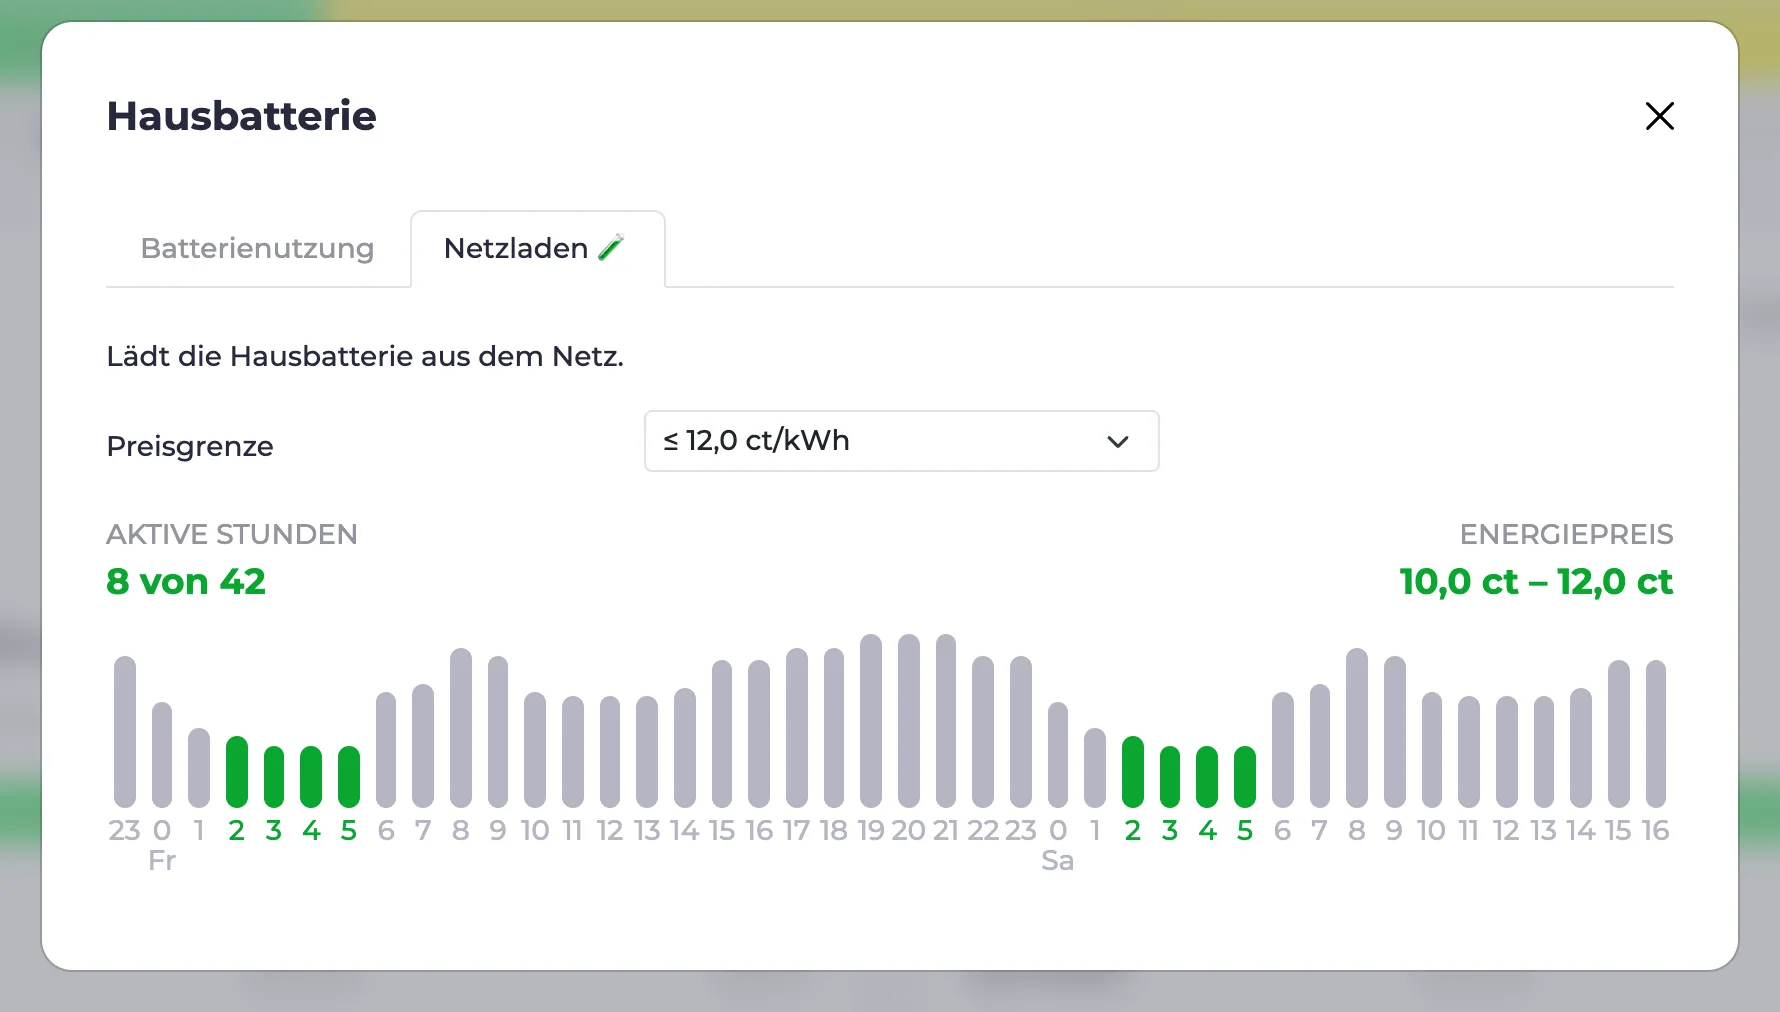 Hausbatterie
Batterienutzung
Netzladen
Lädt die Hausbatterie aus dem Netz.
Preisgrenze
≤ 12,0 ct/kWh
AKTIVE STUNDEN
ENERGIEPREIS
8 von 42
10,0 ct – 12,0 ct
23 0 1 2 3 4 5 6 7 8 9 10 11 12 13 14 15 16 17 18 19 20 21 22 23 0 1 2 3 4 5 6 7 8 9 10 11 12 13 14 15 16
Fr Sa